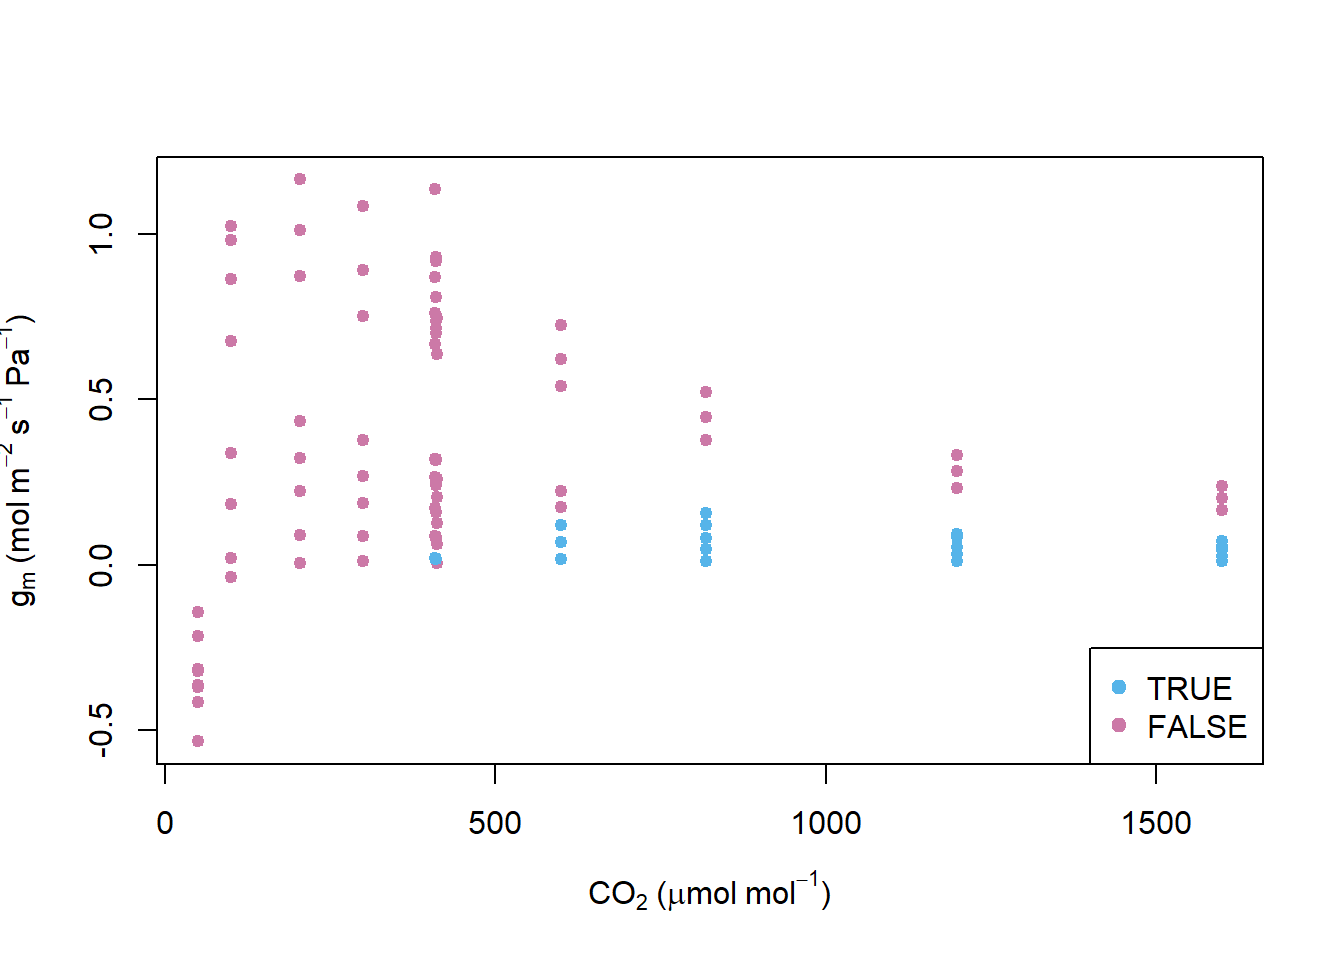 1.0
0.5
0.0
-0.5
gₘ (mol m⁻² s⁻¹ Pa⁻¹)
0 500 1000 1500
CO₂ (μmol mol⁻¹)
TRUE
FALSE